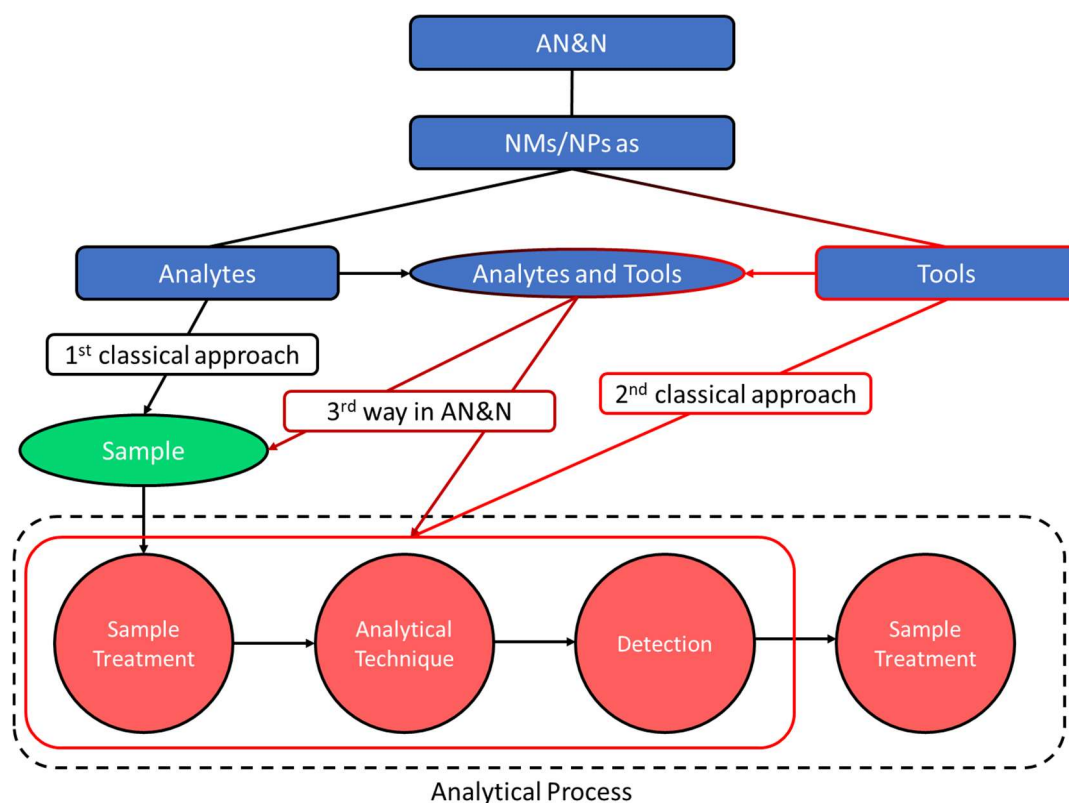 AN&N
NMs/NPs as
Analytes
Analytes and Tools
Tools
1st classical approach
3rd way in AN&N
2nd classical approach
Sample
Sample
Treatment
Analytical
Technique
Detection
Sample
Treatment
Analytical Process